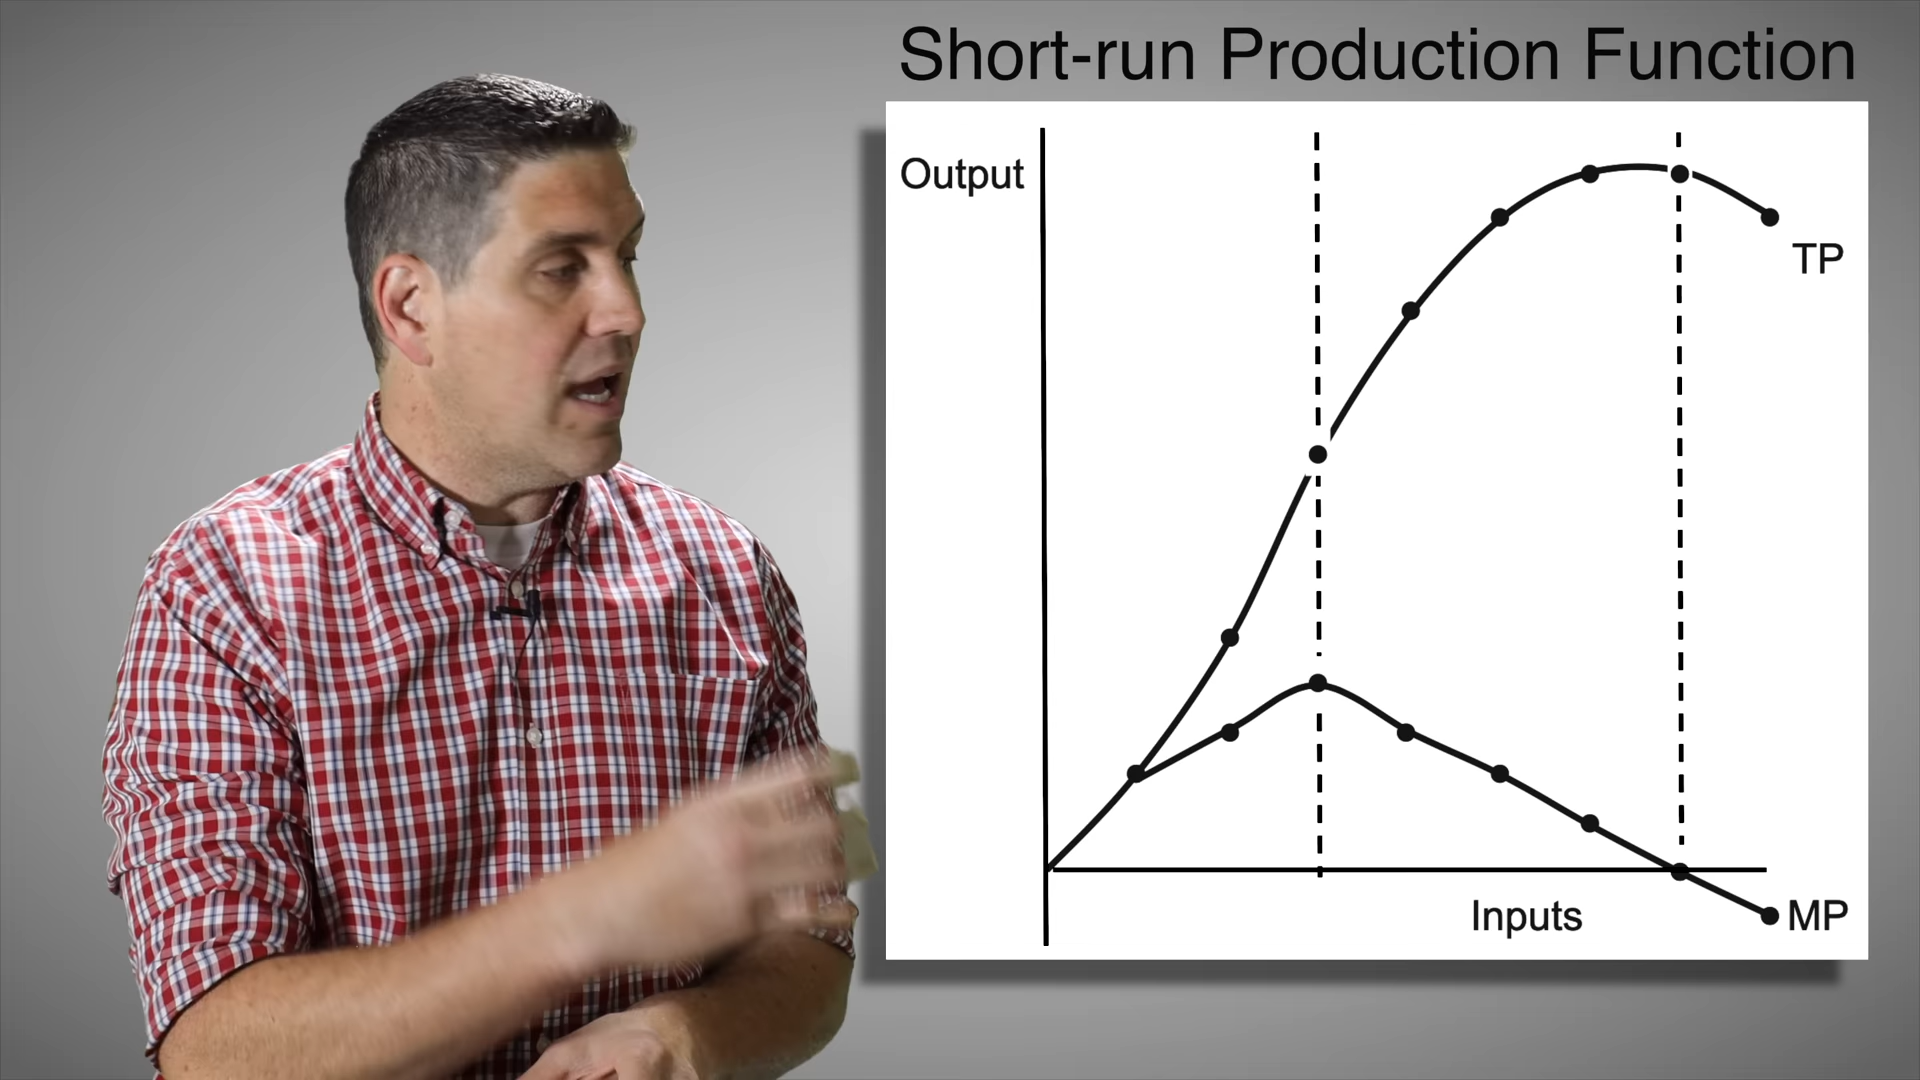 Short-run Production Function
Output
TP
Inputs
MP